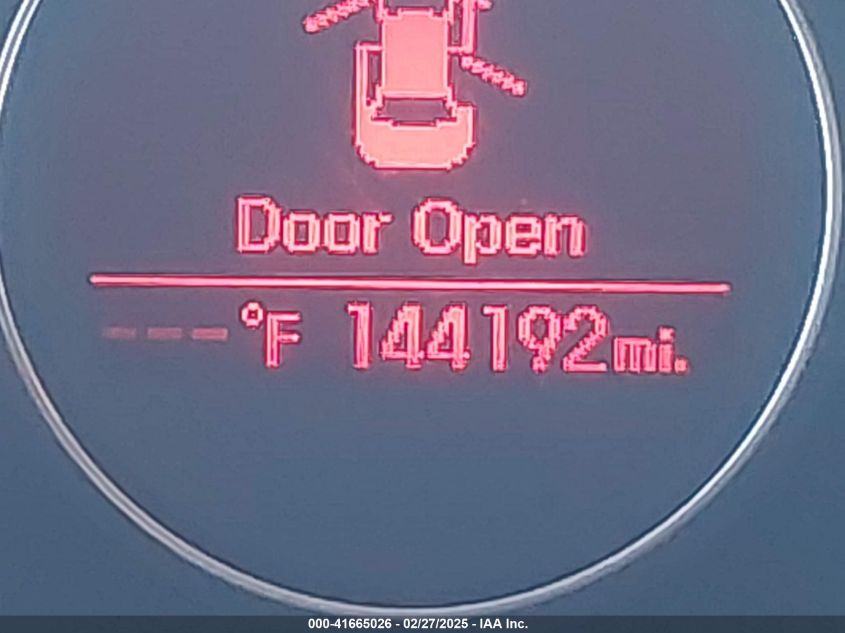 Door Open
---°F 144192mi.
000-41665026 - 02/27/2025 - IAA Inc.